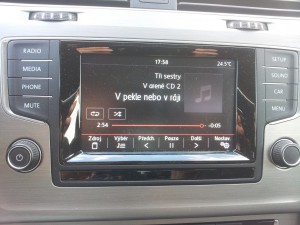 RADIO
MEDIA
PHONE
MUTE
17:58
24.5°C
Tři sestry
V aréně CD 2
V pekle nebo v ráji
2:54
-0:05
Zdroj
Výběr
Předch.
Pauze
Další
Nastav.
SETUP
SOUND
CAR
MENU